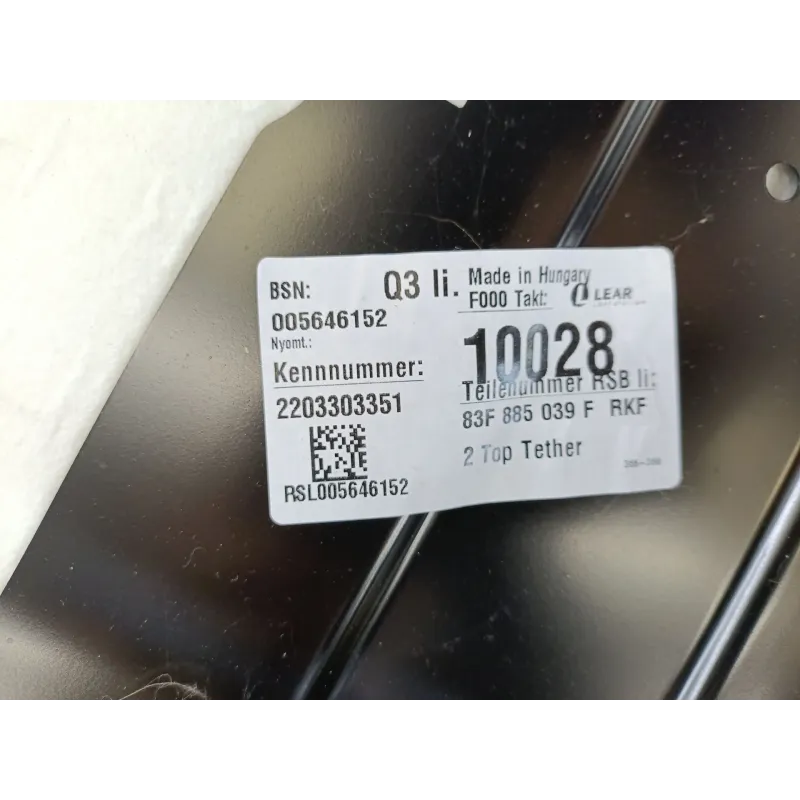 BSN:
Q3 li.
Made in Hungary
F000 Takt:
LEAR
005646152
Nyomt.:
10028
Kennnummer:
Teilenummer RSB li:
2203303351
83F 885 039 F RKF
2 Top Tether
RSL005646152